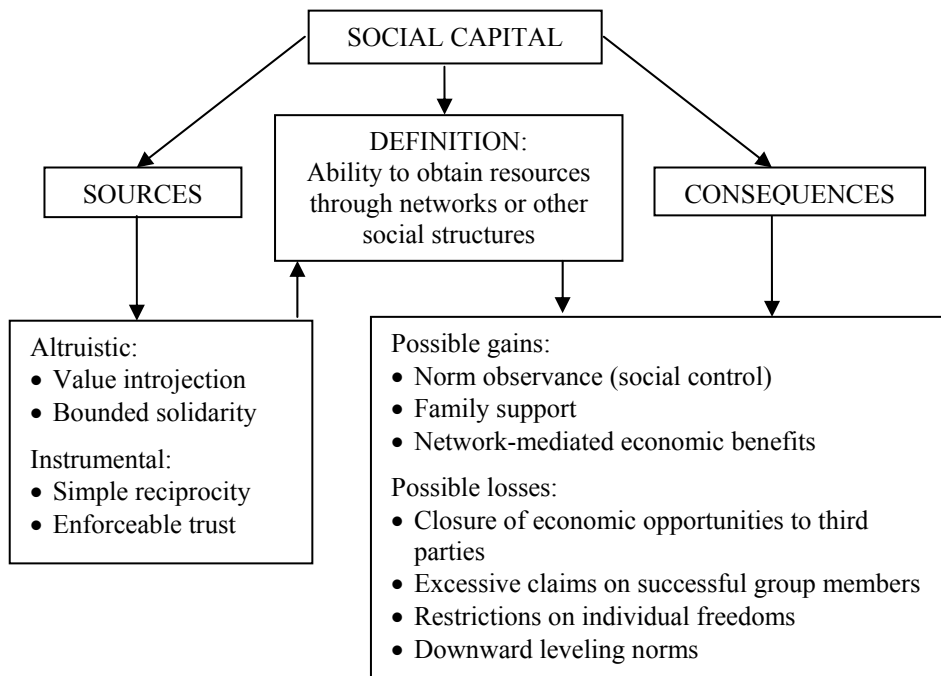 SOCIAL CAPITAL
DEFINITION:
Ability to obtain resources
through networks or other
social structures
SOURCES
CONSEQUENCES
Altruistic:
• Value introjection
• Bounded solidarity
Instrumental:
• Simple reciprocity
• Enforceable trust
Possible gains:
• Norm observance (social control)
• Family support
• Network-mediated economic benefits
Possible losses:
• Closure of economic opportunities to third
parties
• Excessive claims on successful group members
• Restrictions on individual freedoms
• Downward leveling norms